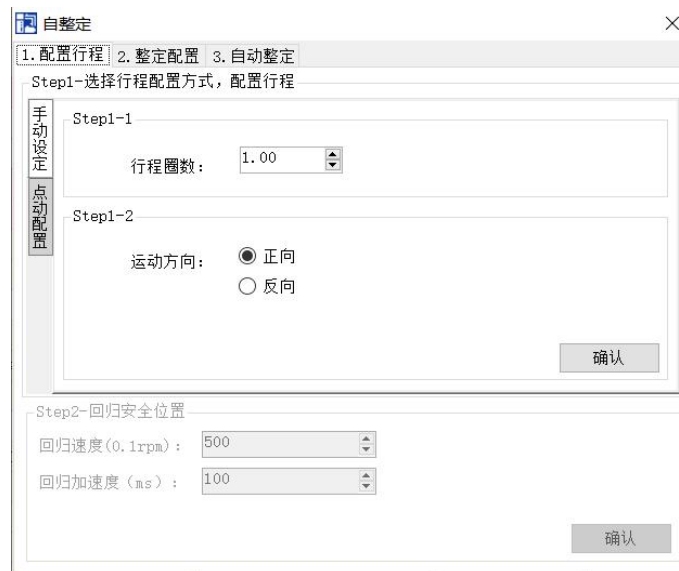 自整定
1.配置行程 2.整定配置 3.自动整定
Step1-选择行程配置方式，配置行程
手动设定
点动配置
Step1-1
行程圈数： 1.00
Step1-2
运动方向： 正向
反向
确认
Step2-回归安全位置
回归速度(0.1rpm)： 500
回归加速度（ms）： 100
确认